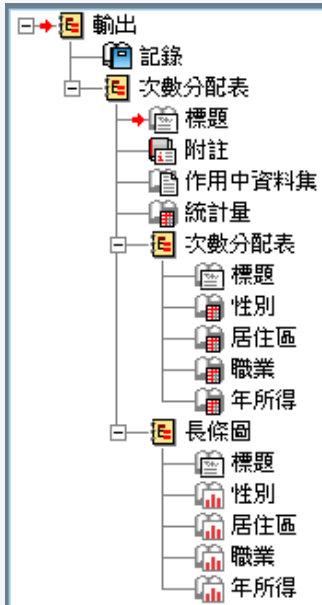 輸出
記錄
次數分配表
標題
附註
作用中資料集
統計量
次數分配表
標題
性別
居住區
職業
年所得
長條圖
標題
性別
居住區
職業
年所得